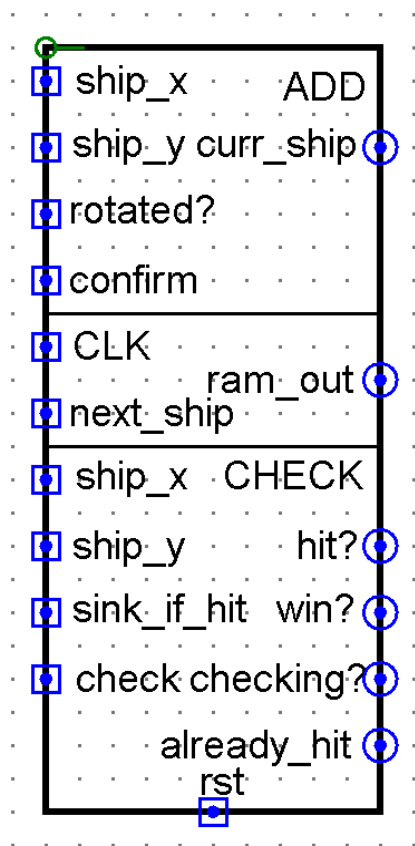 ship_x ADD
ship_y curr_ship
rotated?
confirm
CLK
ram_out
next_ship
ship_x CHECK
ship_y hit?
sink_if_hit win?
check checking?
already_hit
rst